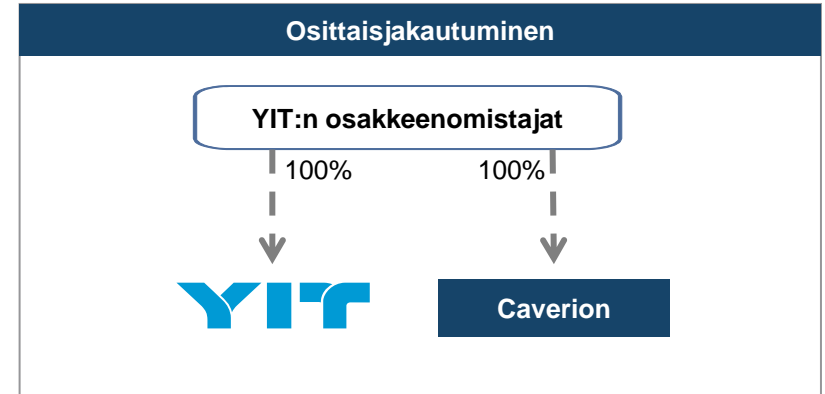 Osittaisjakautuminen
YIT:n osakkeenomistajat
100% 100%
YIT Caverion